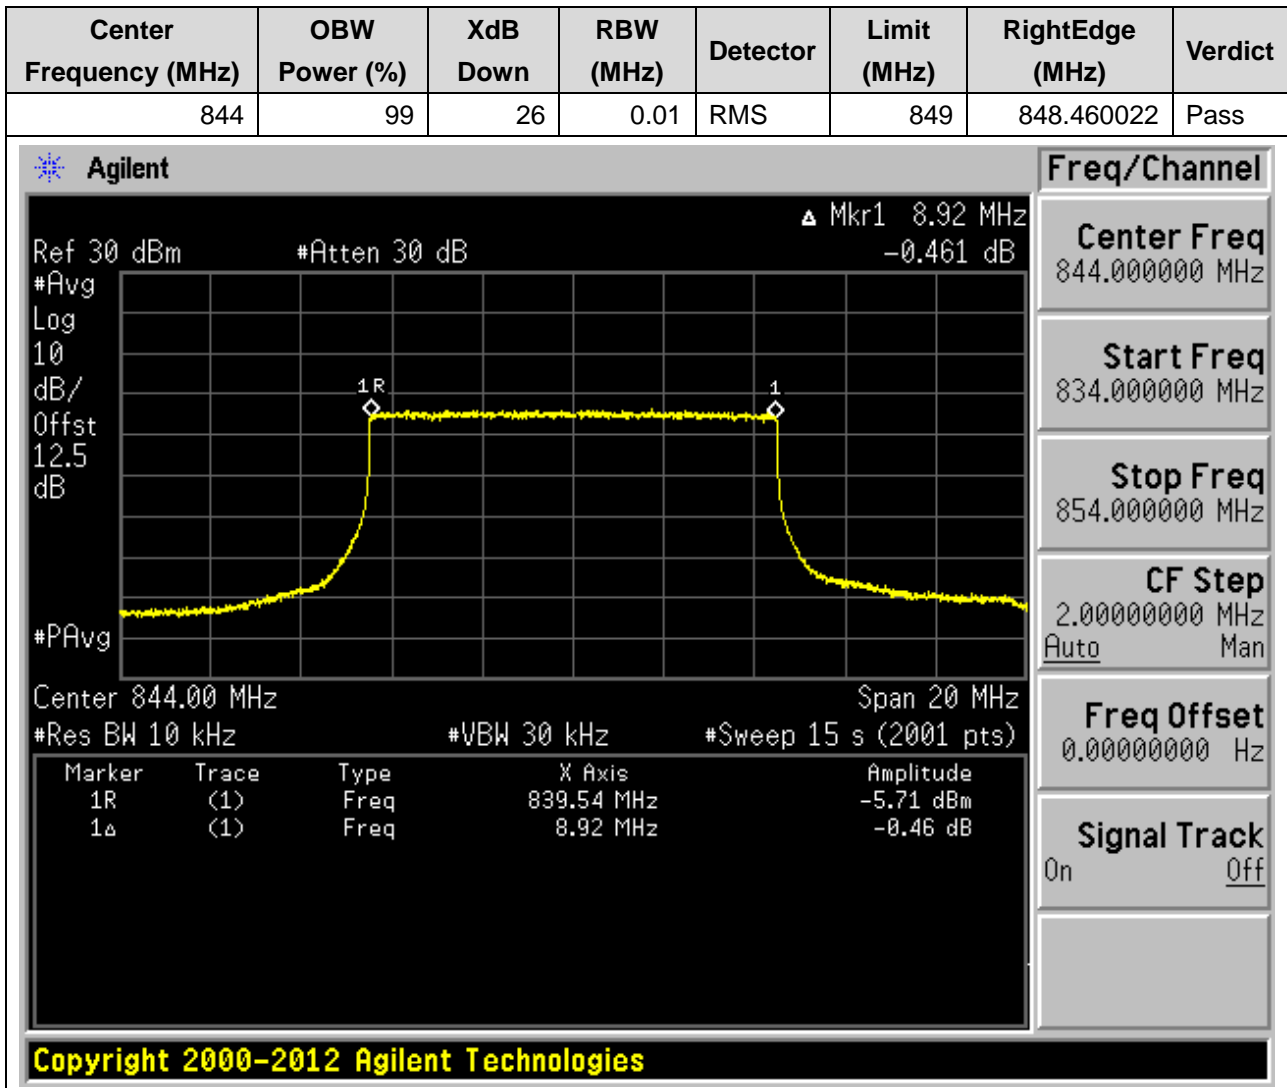 Center Frequency (MHz) OBW Power (%) XdB Down RBW (MHz) Detector Limit (MHz) RightEdge (MHz) Verdict
844 99 26 0.01 RMS 849 848.460022 Pass
Agilent
Freq/Channel
Δ Mkr1 8.92 MHz
Ref 30 dBm #Atten 30 dB -0.461 dB
#Avg
Log
10
dB/
Offst
12.5
dB
1R
1
#PAvg
Center 844.00 MHz Span 20 MHz
#Res BW 10 kHz #VBW 30 kHz #Sweep 15 s (2001 pts)
Marker Trace Type X Axis Amplitude
1R (1) Freq 839.54 MHz -5.71 dBm
1Δ (1) Freq 8.92 MHz -0.46 dB
Center Freq
844.000000 MHz
Start Freq
834.000000 MHz
Stop Freq
854.000000 MHz
CF Step
2.00000000 MHz
Auto Man
Freq Offset
0.00000000 Hz
Signal Track
On Off
Copyright 2000-2012 Agilent Technologies